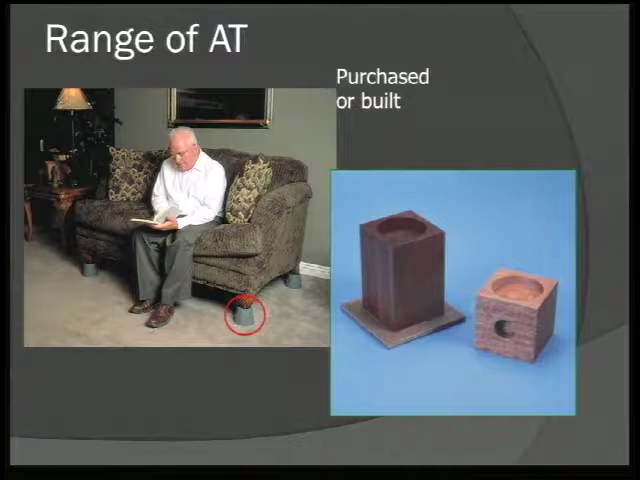 Range of AT
Purchased
or built